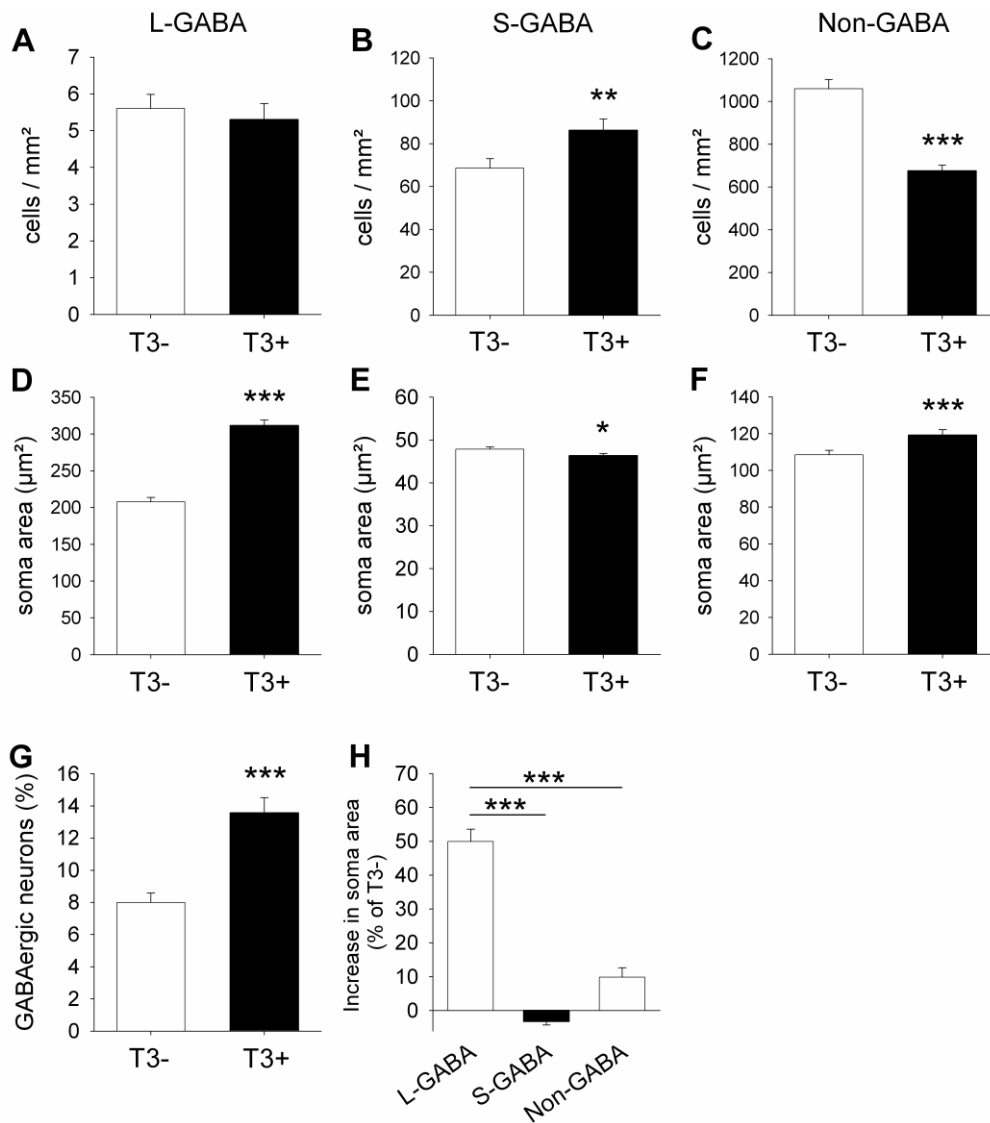 L-GABA S-GABA Non-GABA
A
7
6
5
4
3
2
1
0
cells / mm²
T3- T3+
B
120
100
80
60
40
20
0
cells / mm²
**
T3- T3+
C
1200
1000
800
600
400
200
0
cells / mm²
***
T3- T3+
D
350
300
250
200
150
100
50
0
soma area (µm²)
***
T3- T3+
E
60
50
40
30
20
10
0
soma area (µm²)
*
T3- T3+
F
140
120
100
80
60
40
20
0
soma area (µm²)
***
T3- T3+
G
16
14
12
10
8
6
4
2
0
GABAergic neurons (%)
***
T3- T3+
H
70
60
50
40
30
20
10
0
Increase in soma area
(% of T3-)
***
***
L-GABA S-GABA Non-GABA